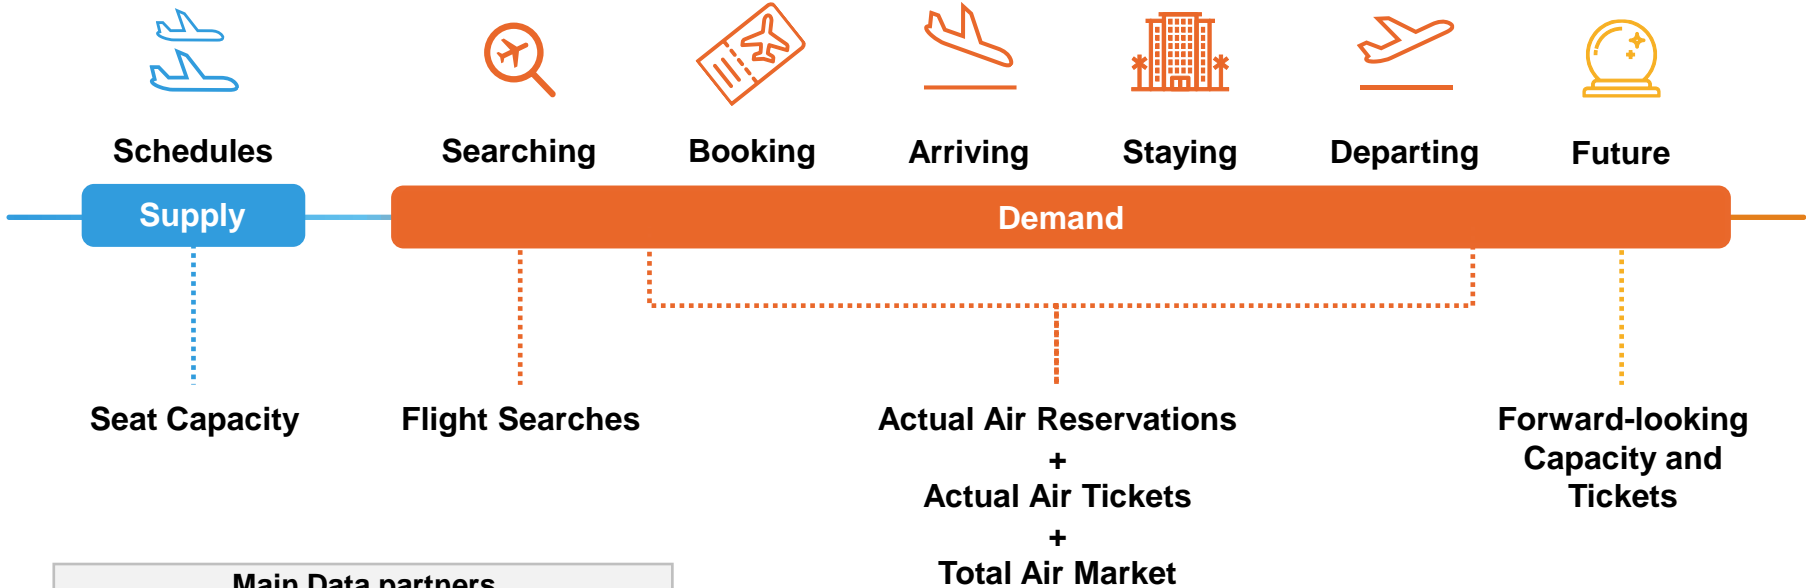 Schedules
Searching
Booking
Arriving
Staying
Departing
Future
Supply
Demand
Seat Capacity
Flight Searches
Actual Air Reservations
+
Actual Air Tickets
+
Total Air Market
Forward-looking
Capacity and
Tickets
Main Data partners